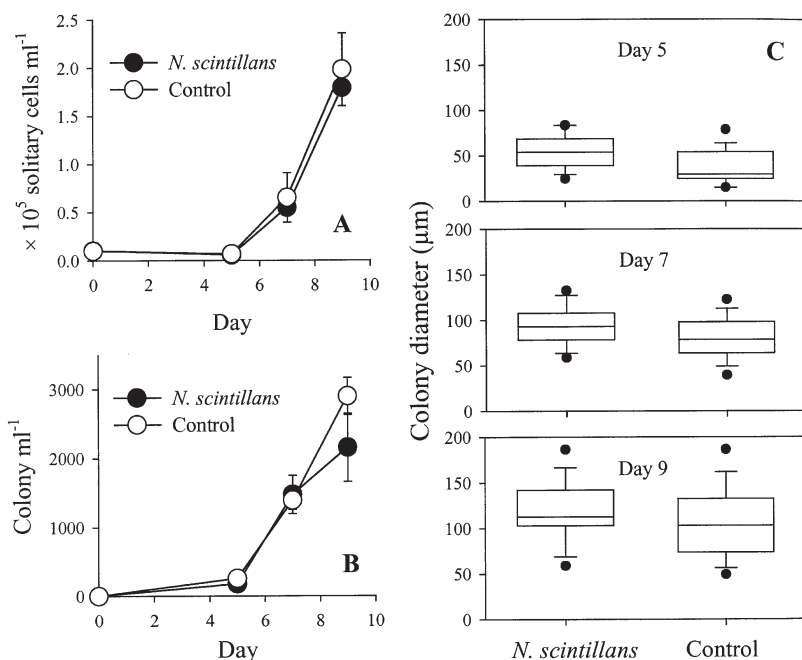 N. scintillans
Control
A
× 10⁵ solitary cells ml⁻¹
2.5
2.0
1.5
1.0
0.5
0.0
0 2 4 6 8 10
Day
N. scintillans
Control
B
Colony ml⁻¹
3000
2000
1000
0
0 2 4 6 8 10
Day
C
Colony diameter (µm)
Day 5
200
150
100
50
0
Day 7
200
150
100
50
0
Day 9
200
150
100
50
0
N. scintillans Control